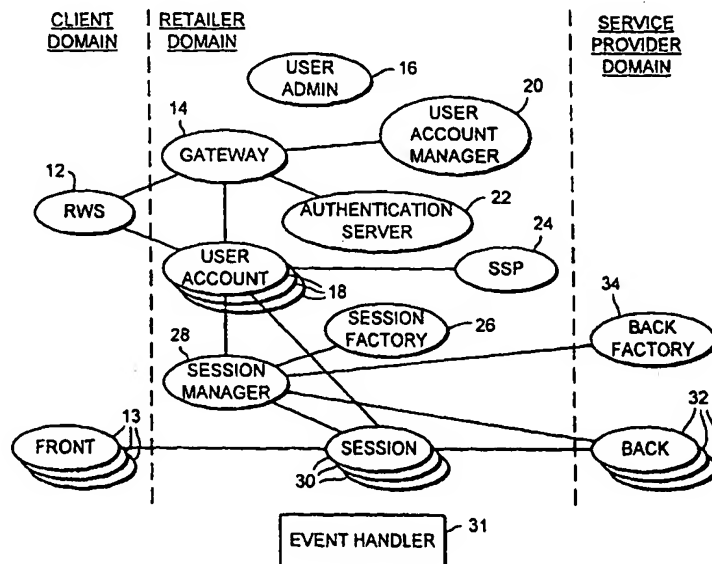 CLIENT
DOMAIN
RETAILER
DOMAIN
SERVICE
PROVIDER
DOMAIN
USER
ADMIN
16
20
14
USER
ACCOUNT
MANAGER
GATEWAY
12
RWS
22
AUTHENTICATION
SERVER
24
USER
ACCOUNT
18
SSP
34
SESSION
FACTORY
26
BACK
FACTORY
28
SESSION
MANAGER
13
FRONT
SESSION
30
32
BACK
31
EVENT HANDLER